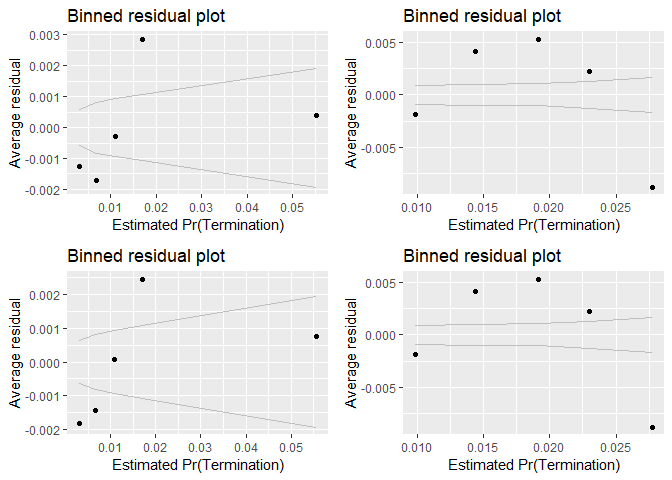 Binned residual plot
0.003
0.002
0.001
0.000
-0.001
-0.002
Average residual
0.01 0.02 0.03 0.04 0.05
Estimated Pr(Termination)
Binned residual plot
0.005
0.000
-0.005
Average residual
0.010 0.015 0.020 0.025
Estimated Pr(Termination)
Binned residual plot
0.002
0.001
0.000
-0.001
-0.002
Average residual
0.01 0.02 0.03 0.04 0.05
Estimated Pr(Termination)
Binned residual plot
0.005
0.000
-0.005
Average residual
0.010 0.015 0.020 0.025
Estimated Pr(Termination)